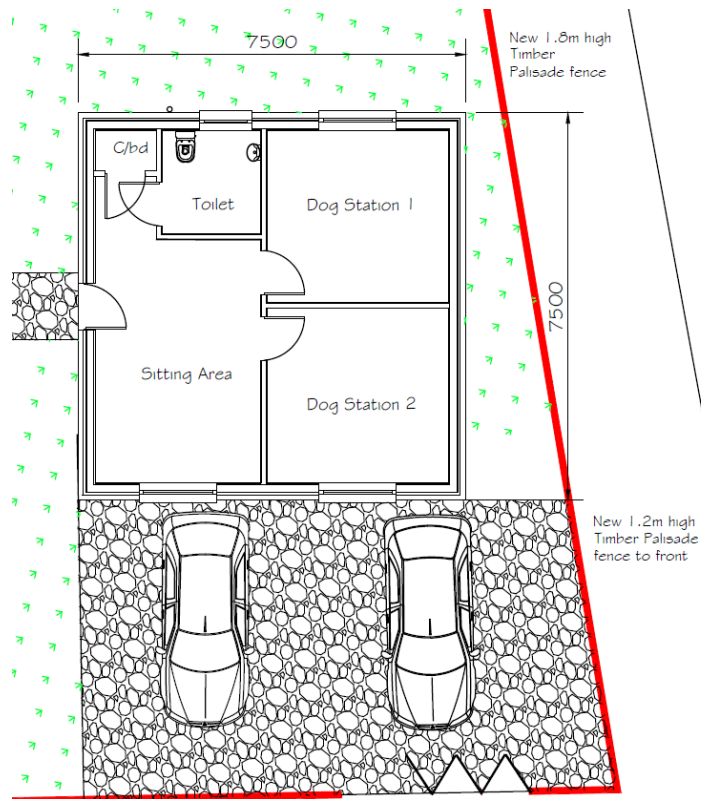 7500
New 1.8m high
Timber
Palisade fence
C/bd
Toilet
Dog Station 1
7500
Sitting Area
Dog Station 2
New 1.2m high
Timber Palisade
fence to front